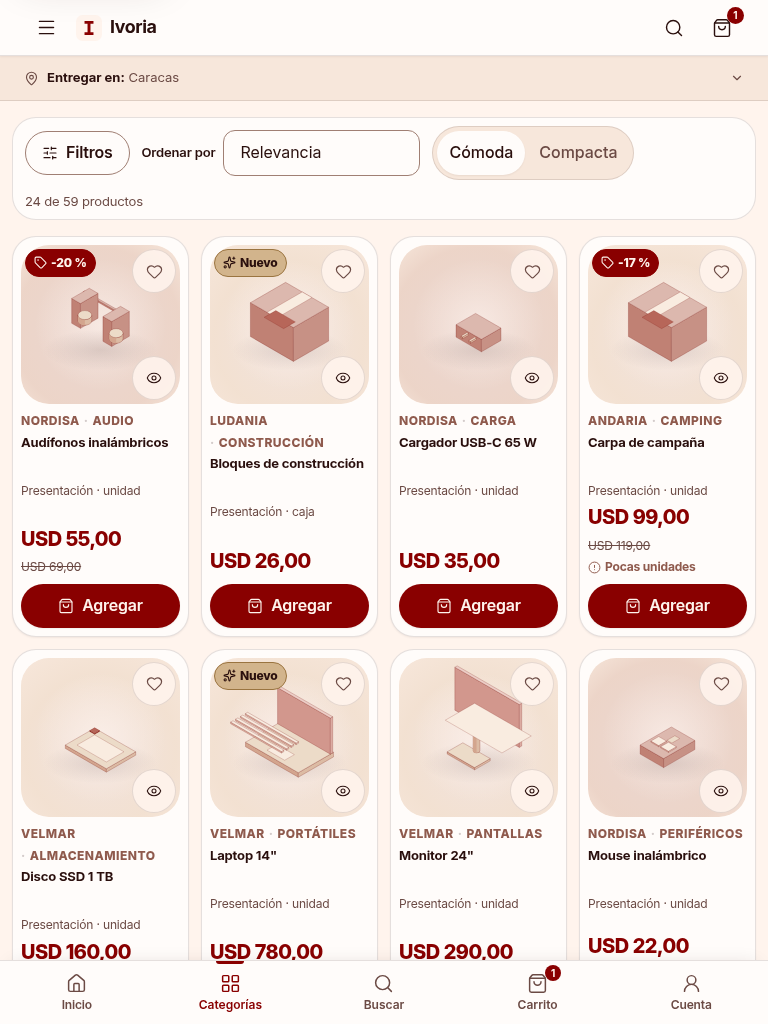 I Ivoria 1
Entregar en: Caracas
Filtros Ordenar por Relevancia Cómoda Compacta
24 de 59 productos
-20 %
NORDISA · AUDIO
Audífonos inalámbricos
Presentación · unidad
USD 55,00
USD 69,00
Agregar
Nuevo
LUDANIA
· CONSTRUCCIÓN
Bloques de construcción
Presentación · caja
USD 26,00
Agregar
NORDISA · CARGA
Cargador USB-C 65 W
Presentación · unidad
USD 35,00
Agregar
-17 %
ANDARIA · CAMPING
Carpa de campaña
Presentación · unidad
USD 99,00
USD 119,00
Pocas unidades
Agregar
VELMAR
· ALMACENAMIENTO
Disco SSD 1 TB
Presentación · unidad
USD 160,00
Nuevo
VELMAR · PORTÁTILES
Laptop 14"
Presentación · unidad
USD 780,00
VELMAR · PANTALLAS
Monitor 24"
Presentación · unidad
USD 290,00
NORDISA · PERIFÉRICOS
Mouse inalámbrico
Presentación · unidad
USD 22,00
Inicio
Categorías
Buscar
1
Carrito
Cuenta